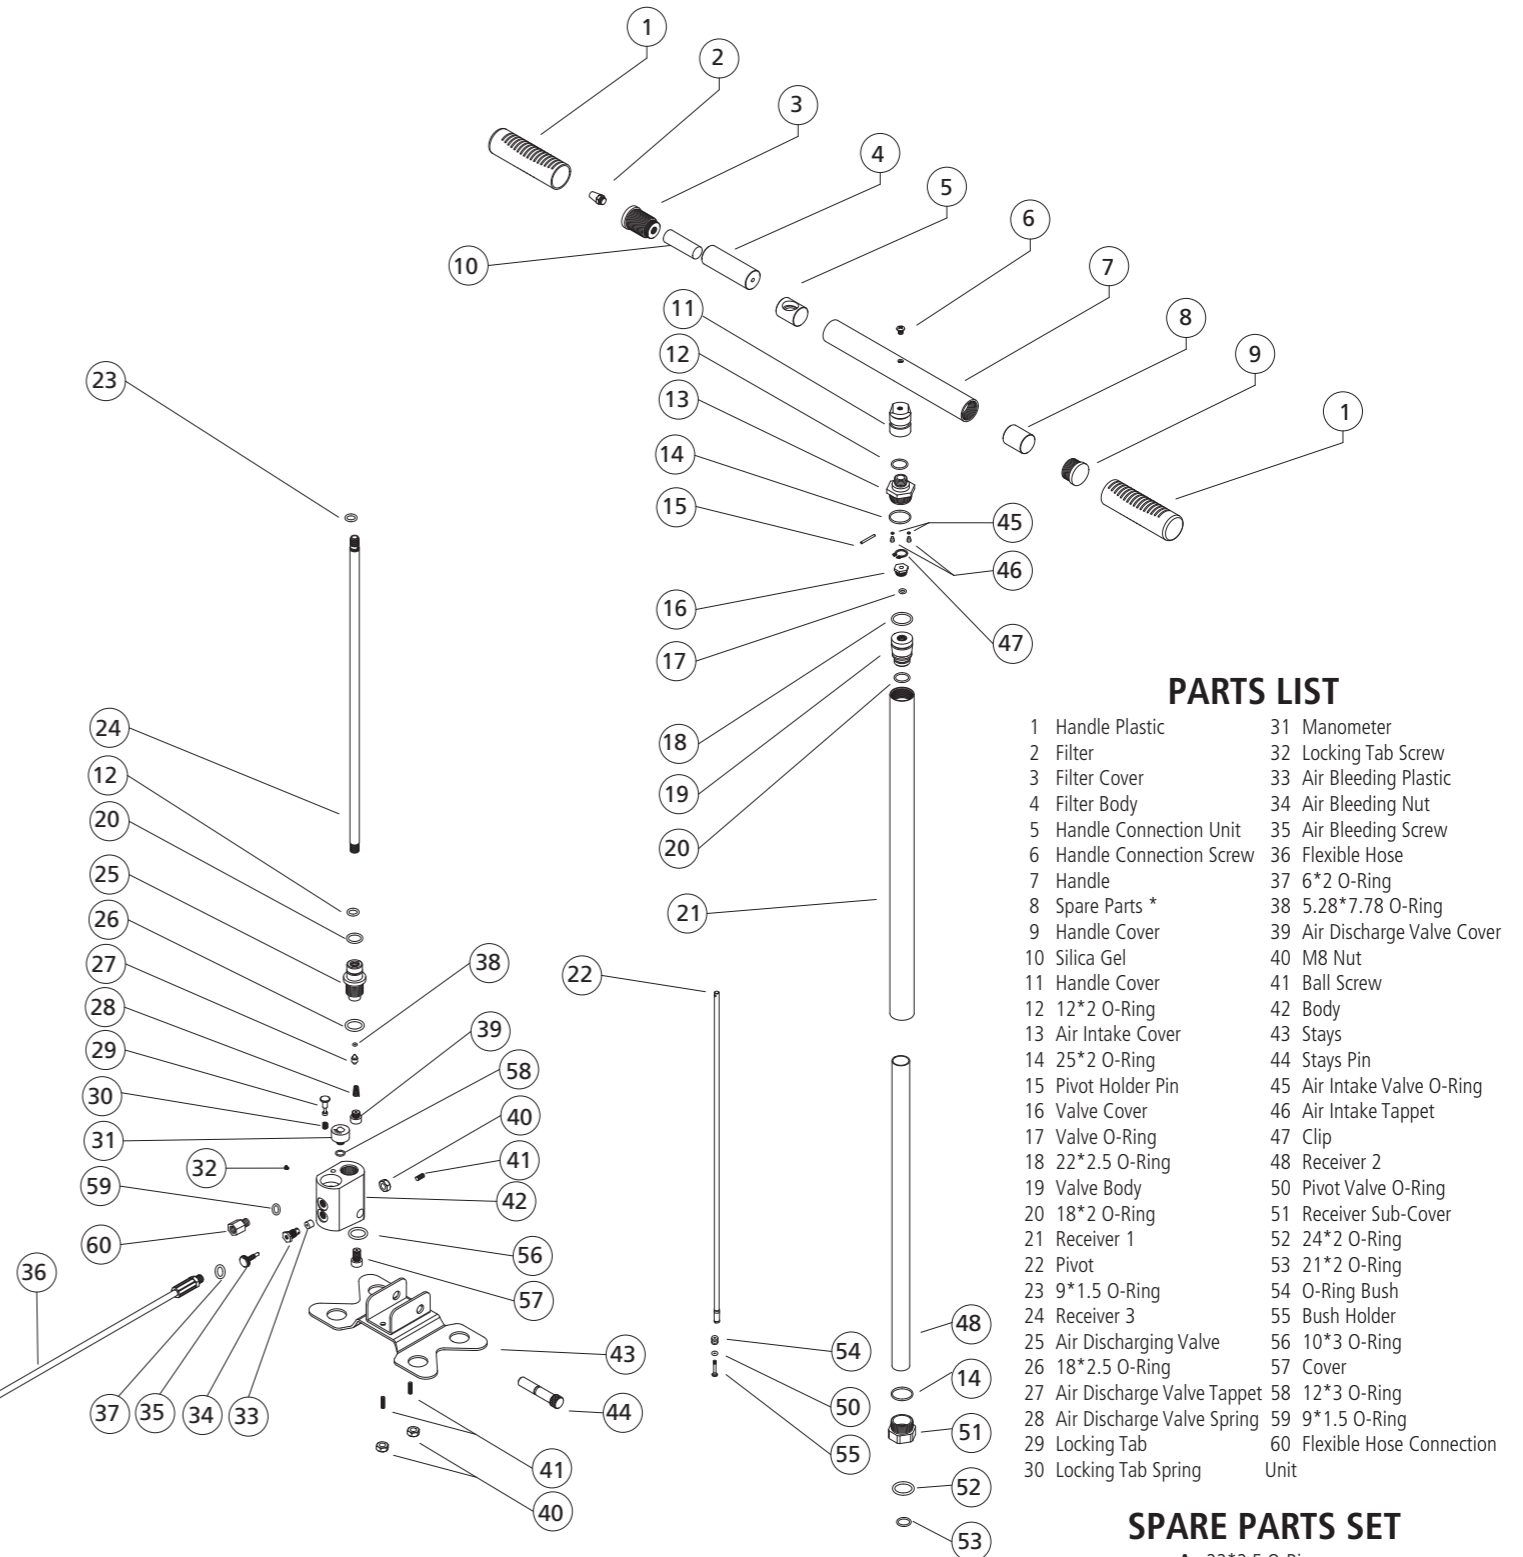 1
2
3
4
5
6
7
8
9
1
10
11
12
13
14
15
45
46
16
47
17
18
19
20
21
23
24
12
20
25
26
27
28
29
30
31
32
38
39
58
40
41
42
59
60
56
57
36
37
35
34
33
43
44
41
40
22
54
50
55
48
14
51
52
53
PARTS LIST
1 Handle Plastic
2 Filter
3 Filter Cover
4 Filter Body
5 Handle Connection Unit
6 Handle Connection Screw
7 Handle
8 Spare Parts *
9 Handle Cover
10 Silica Gel
11 Handle Cover
12 12*2 O-Ring
13 Air Intake Cover
14 25*2 O-Ring
15 Pivot Holder Pin
16 Valve Cover
17 Valve O-Ring
18 22*2.5 O-Ring
19 Valve Body
20 18*2 O-Ring
21 Receiver 1
22 Pivot
23 9*1.5 O-Ring
24 Receiver 3
25 Air Discharging Valve
26 18*2.5 O-Ring
27 Air Discharge Valve Tappet
28 Air Discharge Valve Spring
29 Locking Tab
30 Locking Tab Spring
31 Manometer
32 Locking Tab Screw
33 Air Bleeding Plastic
34 Air Bleeding Nut
35 Air Bleeding Screw
36 Flexible Hose
37 6*2 O-Ring
38 5.28*7.78 O-Ring
39 Air Discharge Valve Cover
40 M8 Nut
41 Ball Screw
42 Body
43 Stays
44 Stays Pin
45 Air Intake Valve O-Ring
46 Air Intake Tappet
47 Clip
48 Receiver 2
50 Pivot Valve O-Ring
51 Receiver Sub-Cover
52 24*2 O-Ring
53 21*2 O-Ring
54 O-Ring Bush
55 Bush Holder
56 10*3 O-Ring
57 Cover
58 12*3 O-Ring
59 9*1.5 O-Ring
60 Flexible Hose Connection
Unit
SPARE PARTS SET